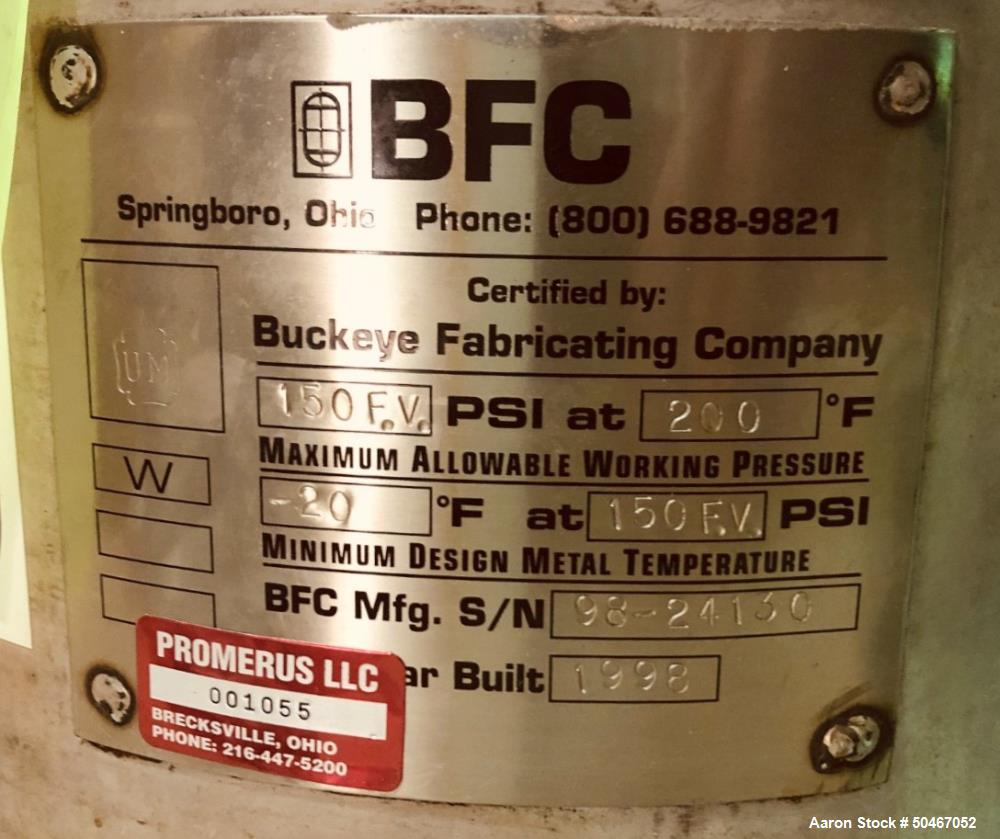 BFC
Springboro, Ohio Phone: (800) 688-9821
Certified by:
Buckeye Fabricating Company
UM
150 F.V. PSI at 200 °F
MAXIMUM ALLOWABLE WORKING PRESSURE
W
-20 °F at 150 F.V. PSI
MINIMUM DESIGN METAL TEMPERATURE
BFC Mfg. S/N 98-24130
ar Built 1998
PROMERUS LLC
001055
BRECKSVILLE, OHIO
PHONE: 216-447-5200
Aaron Stock # 50467052